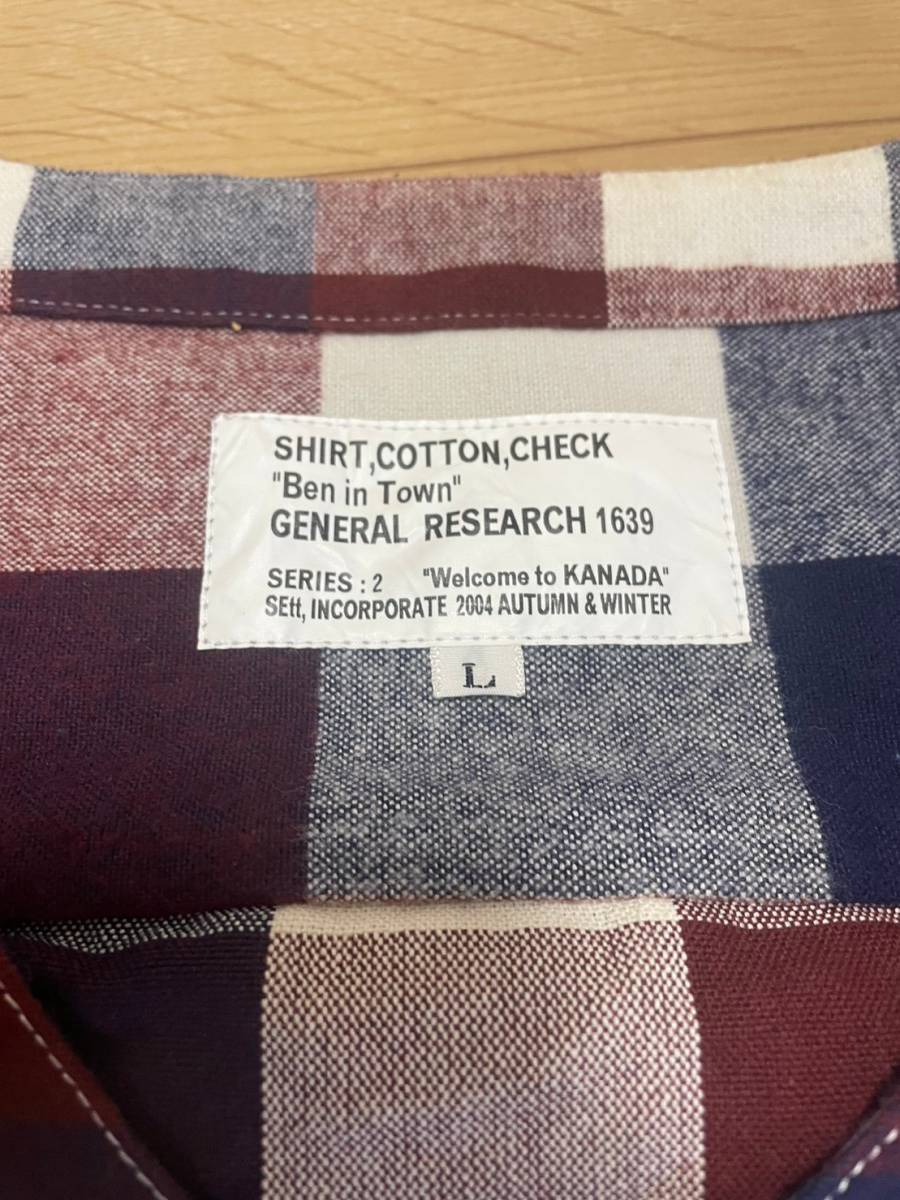 SHIRT,COTTON,CHECK
"Ben in Town"
GENERAL RESEARCH 1639
SERIES : 2 "Welcome to KANADA"
SEtt, INCORPORATE 2004 AUTUMN & WINTER
L